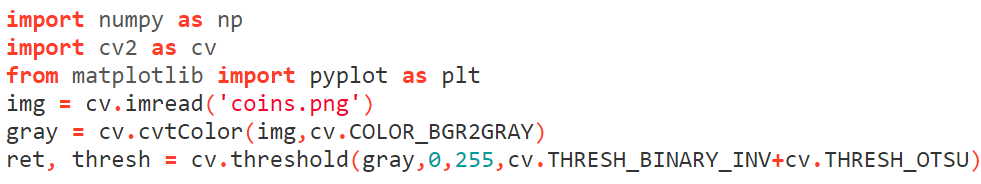 import numpy as np
import cv2 as cv
from matplotlib import pyplot as plt
img = cv.imread('coins.png')
gray = cv.cvtColor(img,cv.COLOR_BGR2GRAY)
ret, thresh = cv.threshold(gray,0,255,cv.THRESH_BINARY_INV+cv.THRESH_OTSU)